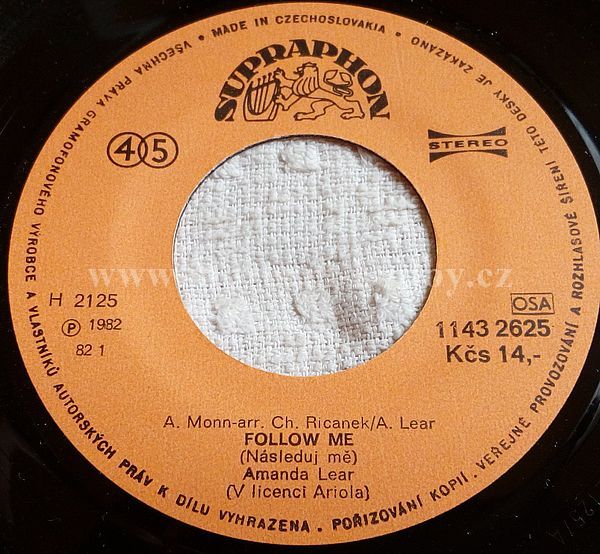 VŠECHNA PRÁVA GRAMOFONOVÉHO VÝROBCE A VLASTNÍKŮ AUTORSKÝCH PRÁV K DÍLU VYHRAZENA . POŘIZOVÁNÍ KOPIÍ . VEŘEJNÉ PROVOZOVÁNÍ A ROZHLASOVÉ ŠÍŘENÍ TÉTO DESKY JE ZAKÁZÁNO • MADE IN CZECHOSLOVAKIA •
SUPRAPHON
45
STEREO
H 2125
Ⓟ 1982
82 1
OSA
1143 2625
Kčs 14,-
A. Monn-arr. Ch. Ricanek/A. Lear
FOLLOW ME
(Následuj mě)
Amanda Lear
(V licenci Ariola)